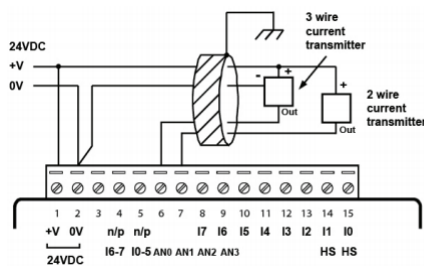 3 wire
current
transmitter
24VDC
+V
0V
-
+
Out
+
2 wire
current
transmitter
Out
1 2 3 4 5 6 7 8 9 10 11 12 13 14 15
+V 0V n/p n/p I7 I6 I5 I4 I3 I2 I1 I0
I6-7 I0-5 AN0 AN1 AN2 AN3 HS HS
24VDC